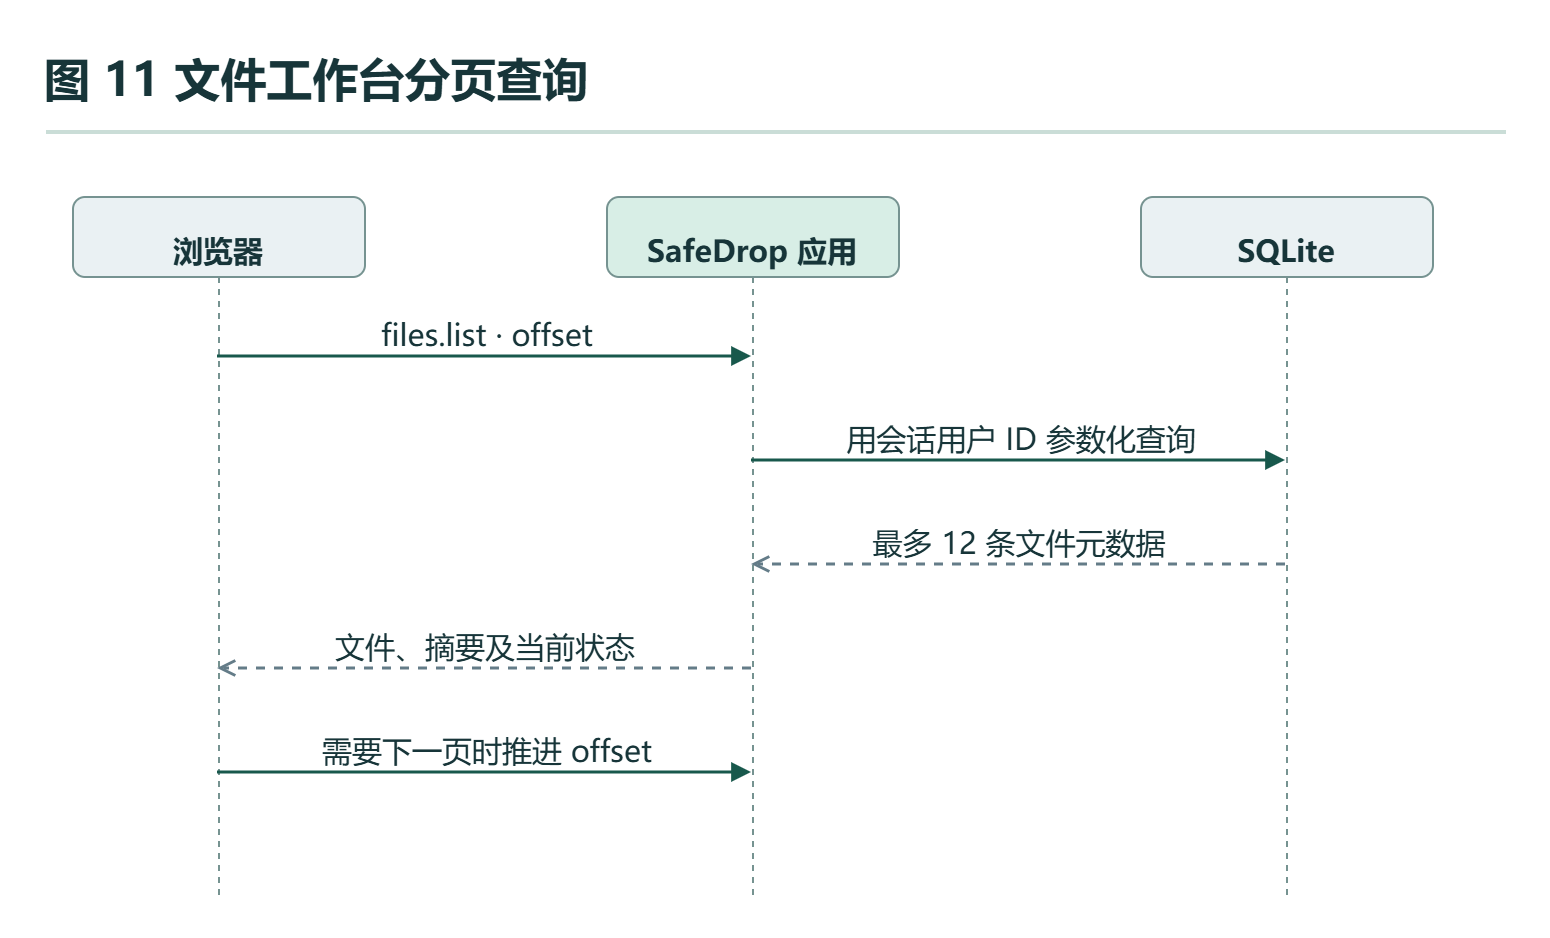 图 11 文件工作台分页查询
浏览器
SafeDrop 应用
SQLite
files.list · offset
用会话用户 ID 参数化查询
最多 12 条文件元数据
文件、摘要及当前状态
需要下一页时推进 offset